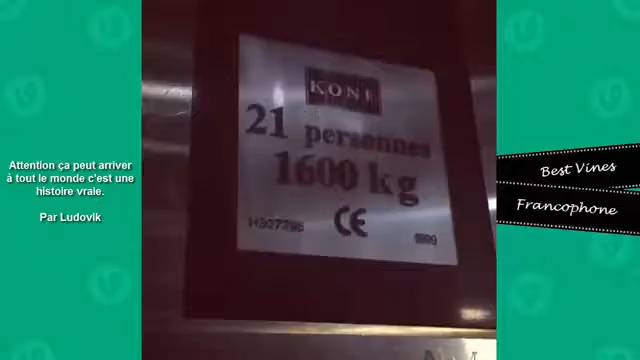 Attention ça peut arriver
à tout le monde c'est une
histoire vraie.
Par Ludovik
KONE
21 personnes
1600 kg
CE
Best Vines
Francophone